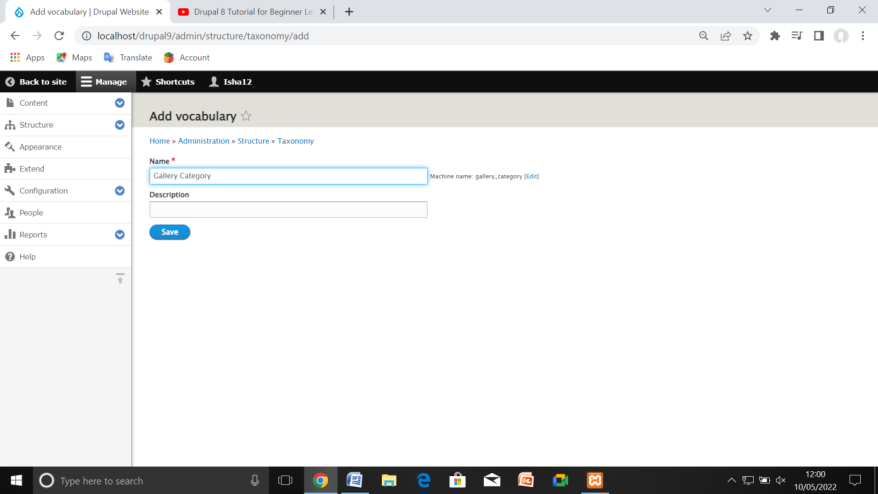 Add vocabulary | Drupal Website
Drupal 8 Tutorial for Beginner Le
localhost/drupal9/admin/structure/taxonomy/add
Apps Maps Translate Account
Back to site Manage Shortcuts Isha12
Content
Structure
Appearance
Extend
Configuration
People
Reports
Help
Add vocabulary
Home » Administration » Structure » Taxonomy
Name *
Gallery Category
Machine name: gallery_category [Edit]
Description
Save
Type here to search
12:00
10/05/2022